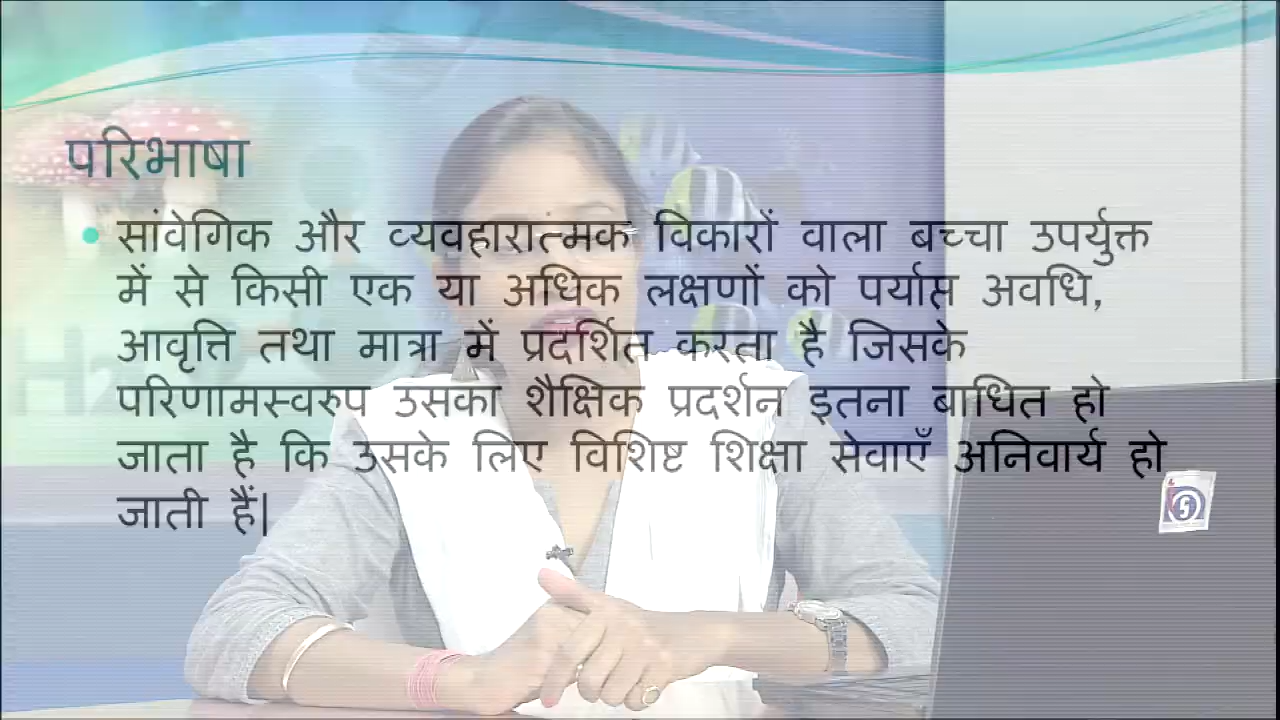 परिभाषा
सांवेगिक और व्यवहारात्मक विकारों वाला बच्चा उपर्युक्त
में से किसी एक या अधिक लक्षणों को पर्याप्त अवधि,
आवृत्ति तथा मात्रा में प्रदर्शित करता है जिसके
परिणामस्वरुप उसका शैक्षिक प्रदर्शन इतना बाधित हो
जाता है कि उसके लिए विशिष्ट शिक्षा सेवाएँ अनिवार्य हो
जाती हैं|